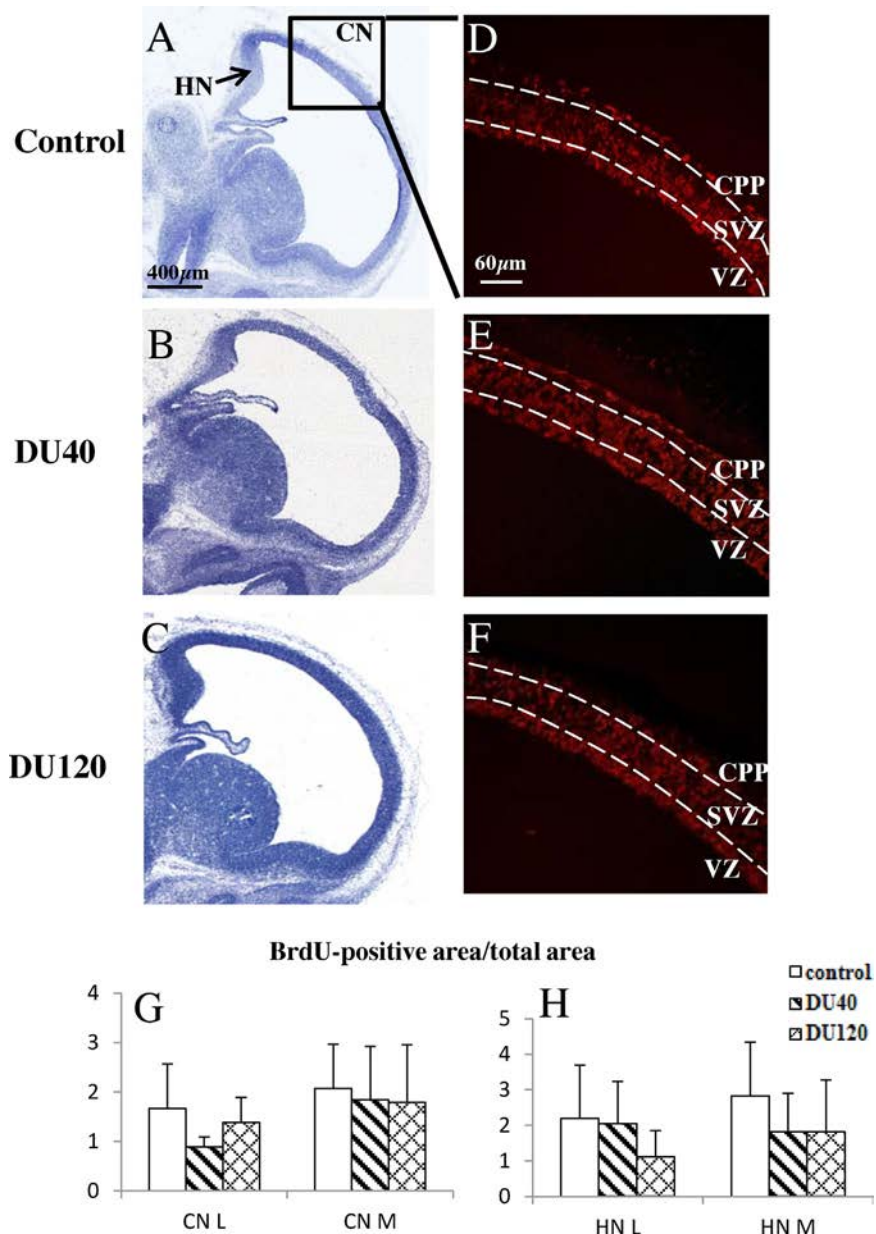 A
CN
HN
Control
400µm
D
CPP
SVZ
VZ
60µm
B
DU40
E
CPP
SVZ
VZ
C
DU120
F
CPP
SVZ
VZ
BrdU-positive area/total area
G
4
3
2
1
0
CN L
CN M
H
5
4
3
2
1
0
HN L
HN M
control
DU40
DU120